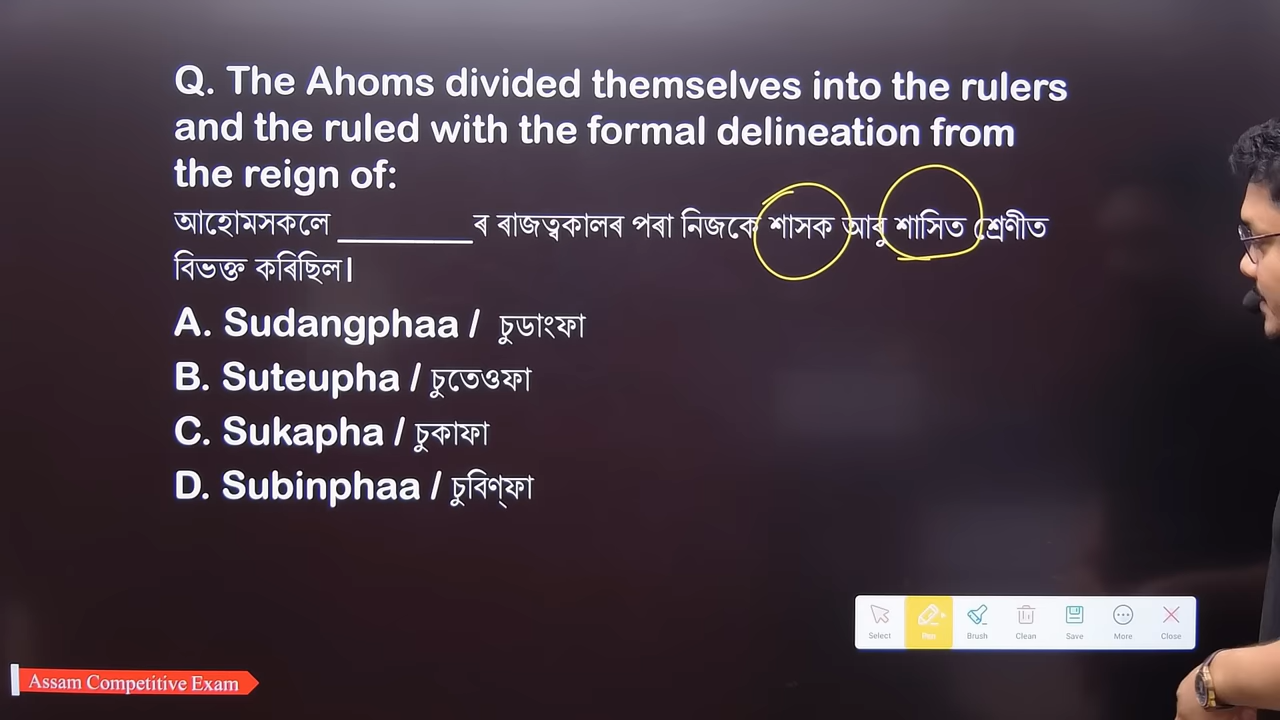 Q. The Ahoms divided themselves into the rulers
and the ruled with the formal delineation from
the reign of:
আহোমসকলে ________ৰ ৰাজত্বকালৰ পৰা নিজকে শাসক আৰু শাসিত শ্ৰেণীত
বিভক্ত কৰিছিল।
A. Sudangphaa / চুডাংফা
B. Suteupha / চুতেওফা
C. Sukapha / চুকাফা
D. Subinphaa / চুবিণ্ফা
Select Pen Brush Clean Save More Close
Assam Competitive Exam